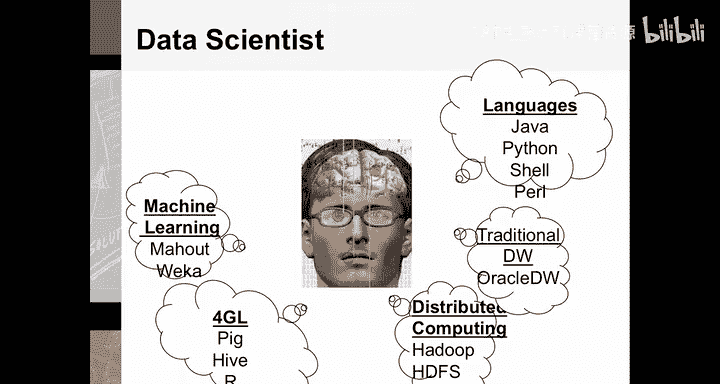 Data Scientist
bilibili
Languages
Java
Python
Shell
Perl
Machine
Learning
Mahout
Weka
Traditional
DW
OracleDW
4GL
Pig
Hive
R
Distributed
Computing
Hadoop
HDFS